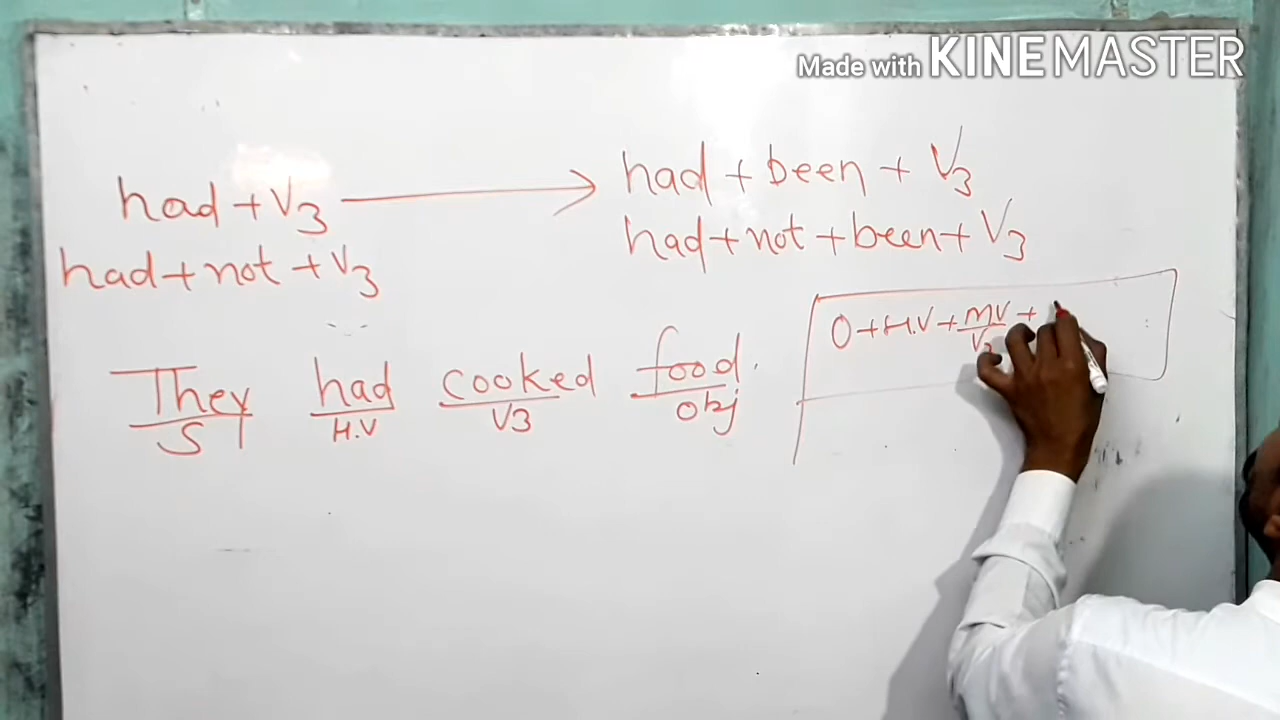 Made with KINEMASTER
had + V3 → had + been + V3
had + not + V3
had + not + been + V3
O + H.V + MV +
V3
They had cooked food.
S H.V V3 obj